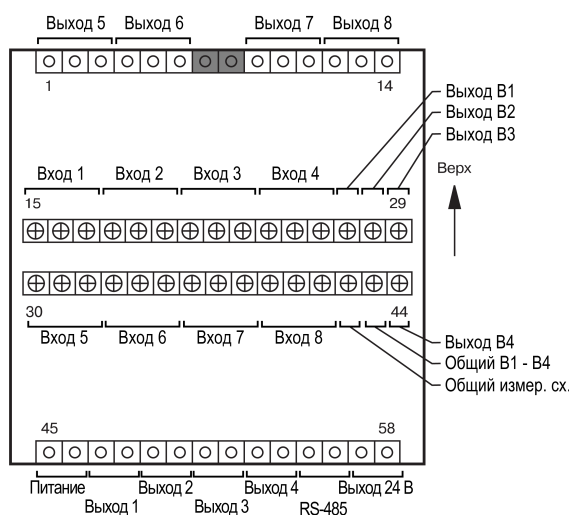 Выход 5 Выход 6 Выход 7 Выход 8
1 14
Выход В1
Выход В2
Выход В3
Верх
Вход 1 Вход 2 Вход 3 Вход 4
15 29
30 44
Вход 5 Вход 6 Вход 7 Вход 8
Выход В4
Общий В1 - В4
Общий измер. сх.
45 58
Питание Выход 2 Выход 4 Выход 24 В
Выход 1 Выход 3 RS-485